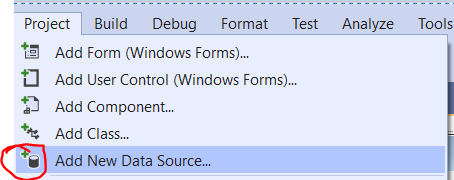 Project Build Debug Format Test Analyze Tools
Add Form (Windows Forms)...
Add User Control (Windows Forms)...
Add Component...
Add Class...
Add New Data Source...